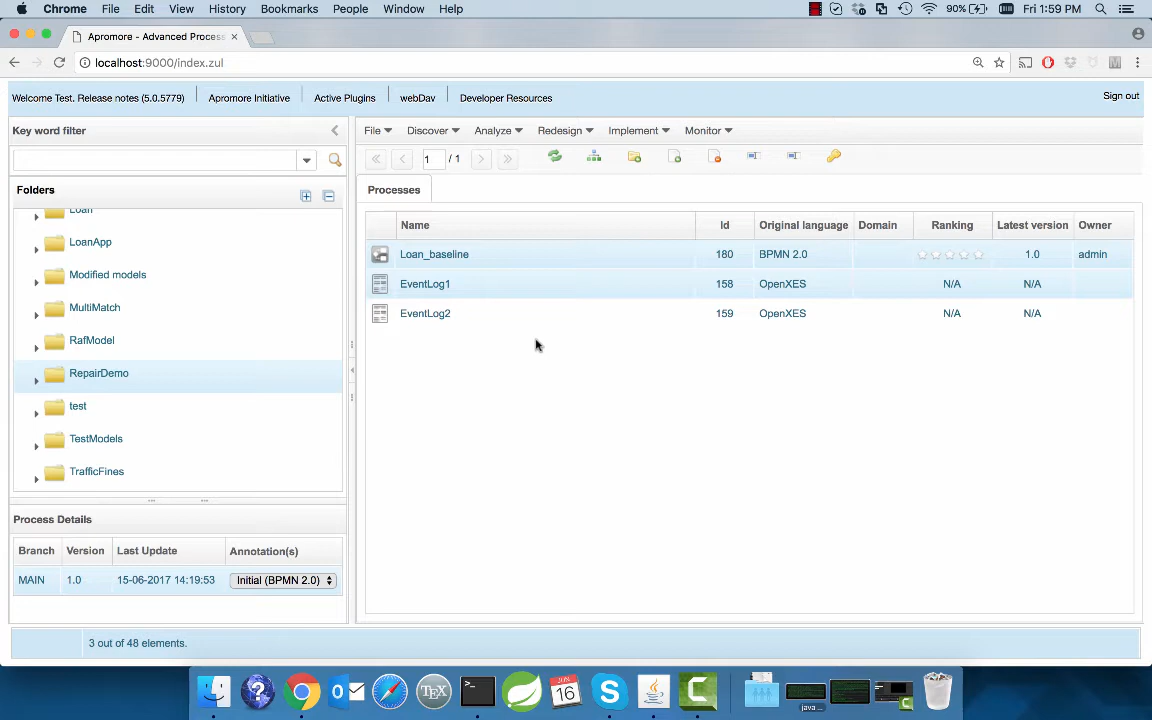 Chrome File Edit View History Bookmarks People Window Help 90% Fri 1:59 PM
Apromore - Advanced Process
localhost:9000/index.zul
Welcome Test. Release notes (5.0.5779) Apromore Initiative Active Plugins webDav Developer Resources Sign out
Key word filter
File Discover Analyze Redesign Implement Monitor
1 / 1
Folders
Processes
Name Id Original language Domain Ranking Latest version Owner
Loan_baseline 180 BPMN 2.0 1.0 admin
EventLog1 158 OpenXES N/A N/A
EventLog2 159 OpenXES N/A N/A
Loan
LoanApp
Modified models
MultiMatch
RafModel
RepairDemo
test
TestModels
TrafficFines
Process Details
Branch Version Last Update Annotation(s)
MAIN 1.0 15-06-2017 14:19:53 Initial (BPMN 2.0)
3 out of 48 elements.
TEX
JUN
16
java